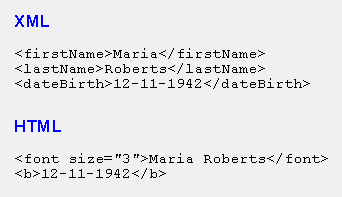 XML
<firstName>Maria</firstName>
<lastName>Roberts</lastName>
<dateBirth>12-11-1942</dateBirth>
HTML
<font size="3">Maria Roberts</font>
<b>12-11-1942</b>